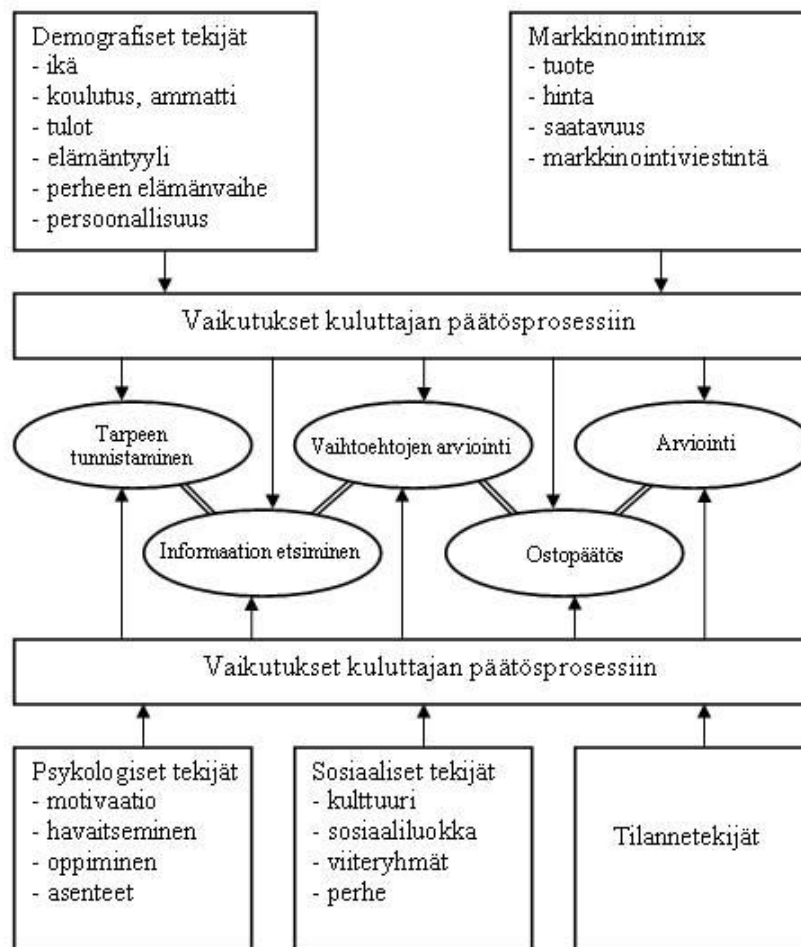 Demografiset tekijät
- ikä
- koulutus, ammatti
- tulot
- elämäntyyli
- perheen elämänvaihe
- persoonallisuus
Markkinointimix
- tuote
- hinta
- saatavuus
- markkinointiviestintä
Vaikutukset kuluttajan päätösprosessiin
Tarpeen
tunnistaminen
Vaihtoehtojen arviointi
Arviointi
Informaation etsiminen
Ostopäätös
Vaikutukset kuluttajan päätösprosessiin
Psykologiset tekijät
- motivaatio
- havaitseminen
- oppiminen
- asenteet
Sosiaaliset tekijät
- kulttuuri
- sosiaaliluokka
- viiteryhmät
- perhe
Tilannetekijät